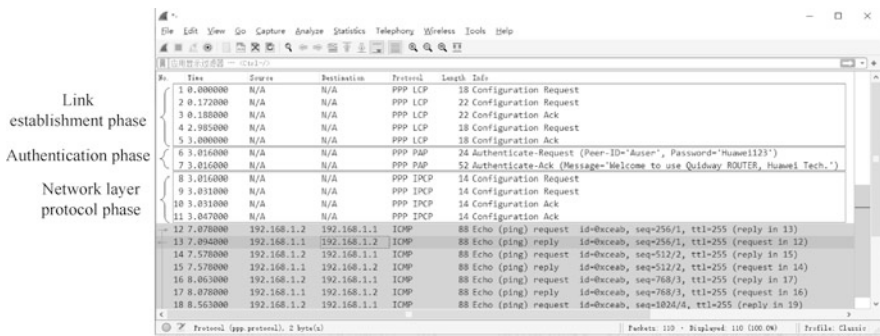 File Edit View Go Capture Analyze Statistics Telephony Wireless Tools Help
应用显示过滤器 — <Ctrl-/>
No. Time Source Destination Protocol Length Info
Link
establishment phase
1 0.000000 N/A N/A PPP LCP 18 Configuration Request
2 0.172000 N/A N/A PPP LCP 22 Configuration Request
3 0.188000 N/A N/A PPP LCP 22 Configuration Ack
4 2.985000 N/A N/A PPP LCP 18 Configuration Request
5 3.000000 N/A N/A PPP LCP 18 Configuration Ack
Authentication phase
6 3.016000 N/A N/A PPP PAP 24 Authenticate-Request (Peer-ID='Auser', Password='Huawei123')
7 3.016000 N/A N/A PPP PAP 52 Authenticate-Ack (Message='Welcome to use Quidway ROUTER, Huawei Tech.')
Network layer
protocol phase
8 3.016000 N/A N/A PPP IPCP 14 Configuration Request
9 3.031000 N/A N/A PPP IPCP 14 Configuration Request
10 3.031000 N/A N/A PPP IPCP 14 Configuration Ack
11 3.047000 N/A N/A PPP IPCP 14 Configuration Ack
12 7.078000 192.168.1.2 192.168.1.1 ICMP 88 Echo (ping) request id=0xceab, seq=256/1, ttl=255 (reply in 13)
13 7.094000 192.168.1.1 192.168.1.2 ICMP 88 Echo (ping) reply id=0xceab, seq=256/1, ttl=255 (request in 12)
14 7.578000 192.168.1.2 192.168.1.1 ICMP 88 Echo (ping) request id=0xceab, seq=512/2, ttl=255 (reply in 15)
15 7.578000 192.168.1.1 192.168.1.2 ICMP 88 Echo (ping) reply id=0xceab, seq=512/2, ttl=255 (request in 14)
16 8.063000 192.168.1.2 192.168.1.1 ICMP 88 Echo (ping) request id=0xceab, seq=768/3, ttl=255 (reply in 17)
17 8.078000 192.168.1.1 192.168.1.2 ICMP 88 Echo (ping) reply id=0xceab, seq=768/3, ttl=255 (request in 16)
18 8.563000 192.168.1.2 192.168.1.1 ICMP 88 Echo (ping) request id=0xceab, seq=1024/4, ttl=255 (reply in 19)
Protocol (ppp.protocol), 2 byte(s) Packets: 110 · Displayed: 110 (100.0%) Profile: Classic